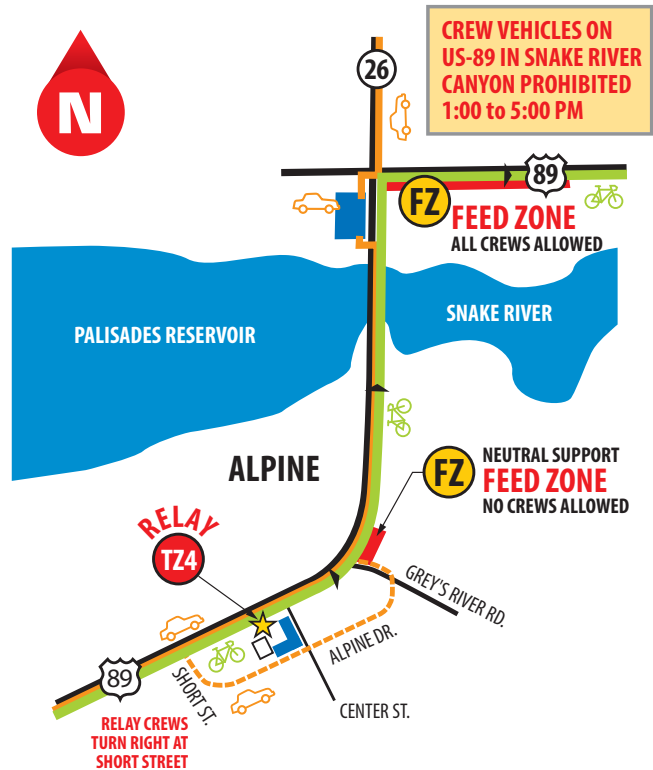 N
CREW VEHICLES ON
US-89 IN SNAKE RIVER
CANYON PROHIBITED
1:00 to 5:00 PM
26
89
FZ
FEED ZONE
ALL CREWS ALLOWED
PALISADES RESERVOIR
SNAKE RIVER
ALPINE
FZ
NEUTRAL SUPPORT
FEED ZONE
NO CREWS ALLOWED
RELAY
TZ4
GREY'S RIVER RD.
ALPINE DR.
CENTER ST.
SHORT ST.
89
RELAY CREWS
TURN RIGHT AT
SHORT STREET